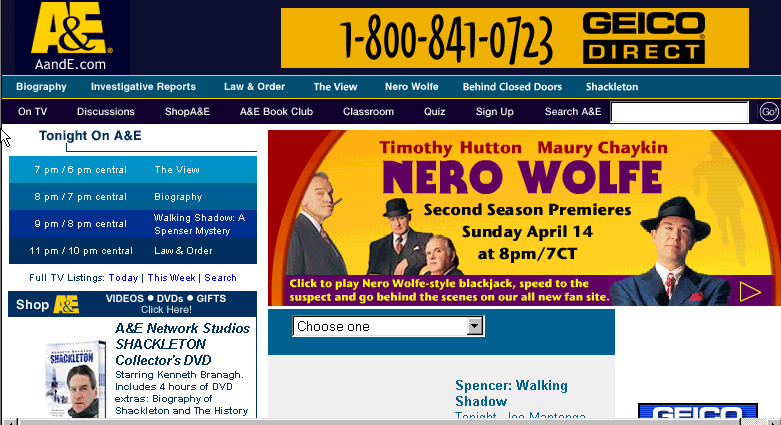 A&E
AandE.com
1-800-841-0723 GEICO DIRECT
Biography Investigative Reports Law & Order The View Nero Wolfe Behind Closed Doors Shackleton
On TV Discussions ShopA&E A&E Book Club Classroom Quiz Sign Up Search A&E Go!
Tonight On A&E
7 pm / 6 pm central The View
8 pm / 7 pm central Biography
9 pm / 8 pm central Walking Shadow: A
Spenser Mystery
11 pm / 10 pm central Law & Order
Full TV Listings: Today | This Week | Search
Shop A&E VIDEOS ● DVDs ● GIFTS
Click Here!
A&E Network Studios
SHACKLETON
Collector's DVD
Starring Kenneth Branagh.
Includes 4 hours of DVD
extras: Biography of
Shackleton and The History
KENNETH BRANAGH
SHACKLETON
Timothy Hutton Maury Chaykin
NERO WOLFE
Second Season Premieres
Sunday April 14
at 8pm/7CT
Click to play Nero Wolfe-style blackjack, speed to the
suspect and go behind the scenes on our all new fan site.
Choose one
Spencer: Walking
Shadow
Tonight, Joe Mantegna
GEICO